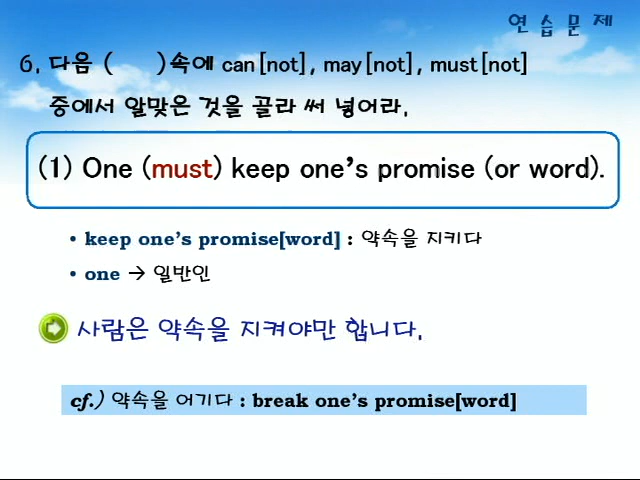 연습문제
6. 다음 (    )속에 can[not], may[not], must[not]
중에서 알맞은 것을 골라 써 넣어라.
(1) One (must) keep one's promise (or word).
• keep one's promise[word] : 약속을 지키다
• one → 일반인
사람은 약속을 지켜야만 합니다.
cf.) 약속을 어기다 : break one's promise[word]